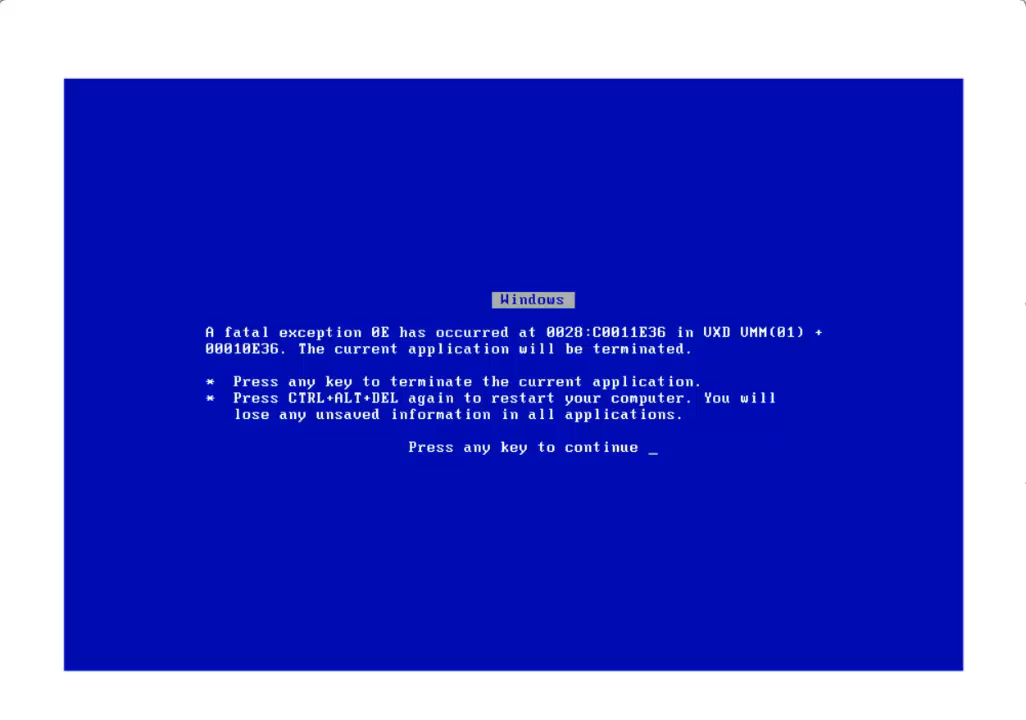 Windows
A fatal exception 0E has occurred at 0028:C0011E36 in VXD VMM(01) +
00010E36. The current application will be terminated.
* Press any key to terminate the current application.
* Press CTRL+ALT+DEL again to restart your computer. You will
lose any unsaved information in all applications.
Press any key to continue _